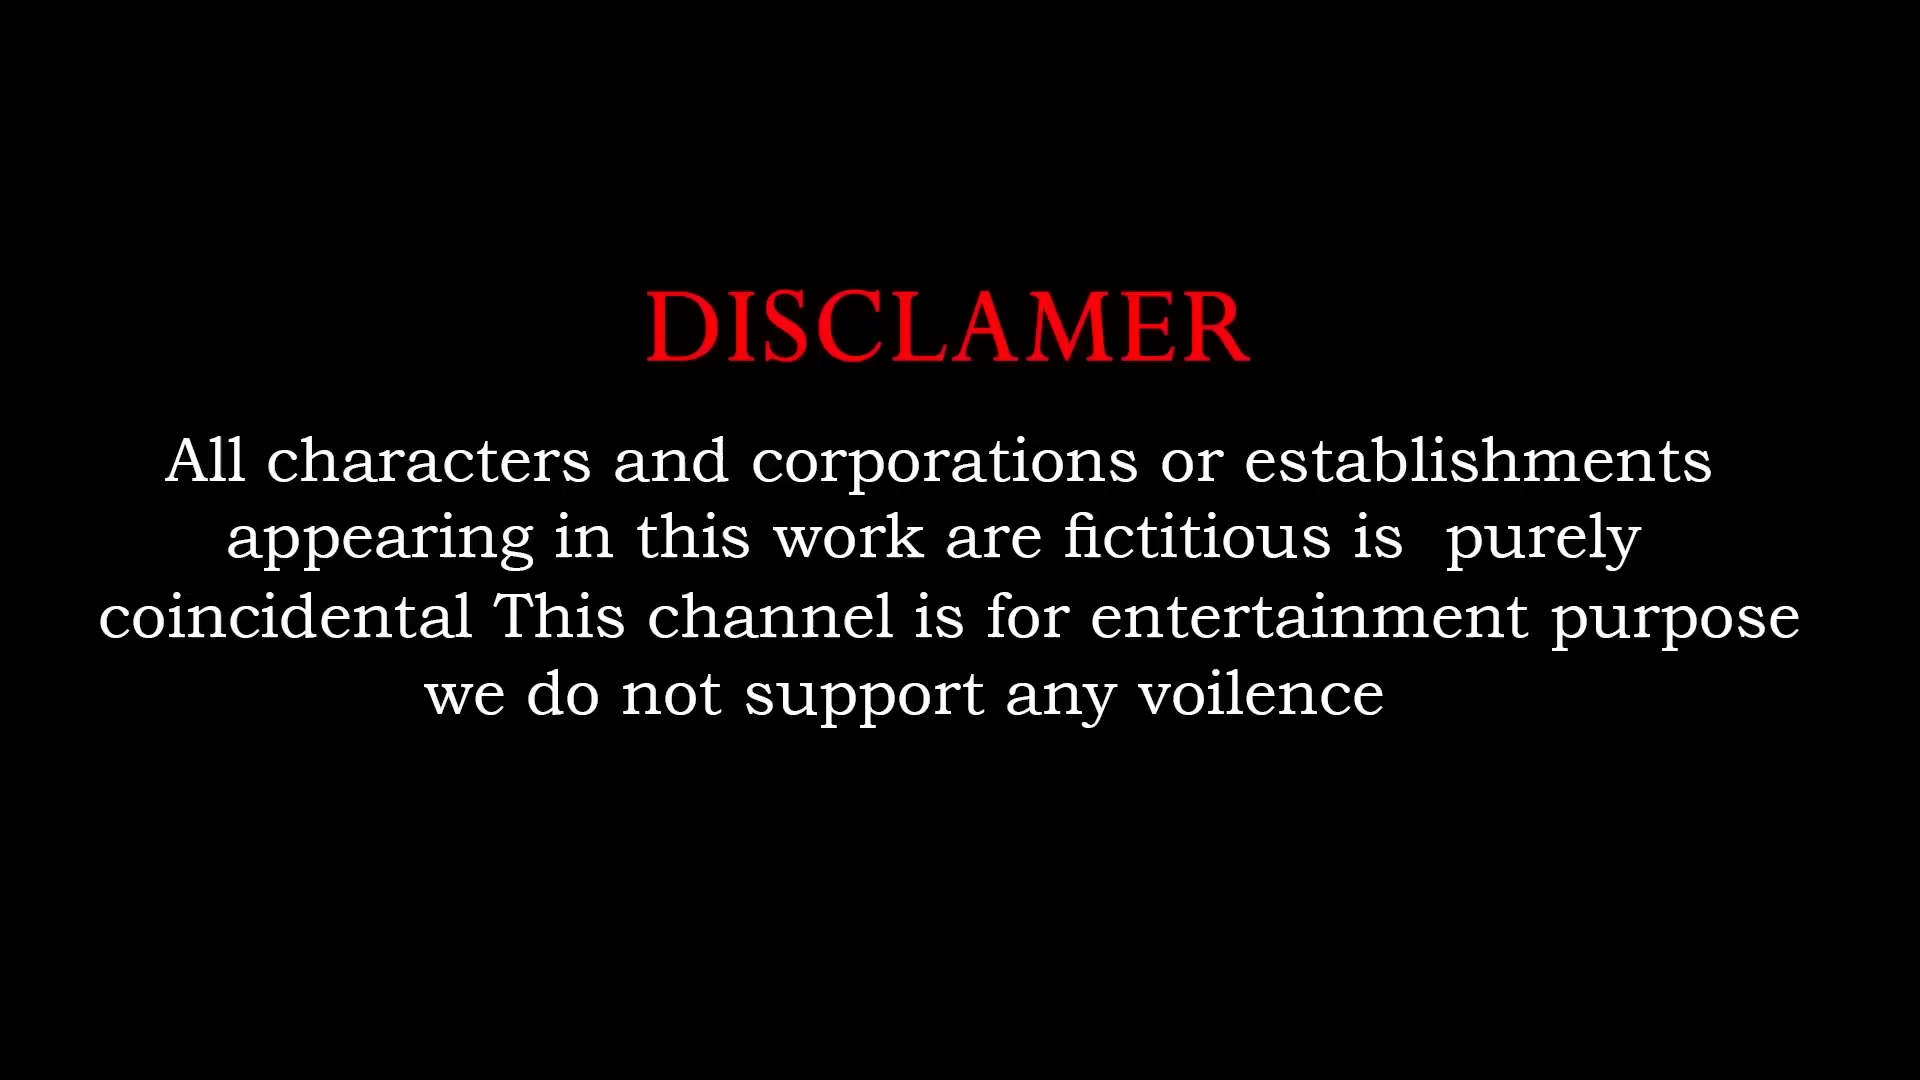 DISCLAMER
All characters and corporations or establishments
appearing in this work are fictitious is  purely
coincidental This channel is for entertainment purpose
we do not support any voilence